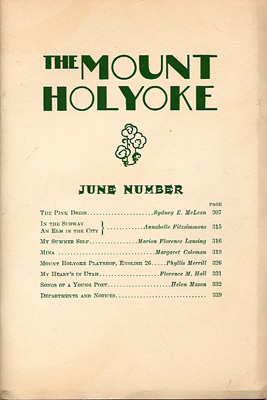 THE MOUNT
HOLYOKE
JUNE NUMBER
PAGE
THE PINK DRESS....................Sydney E. McLean 307
IN THE SUBWAY
AN ELM IN THE CITY } ....................Annabelle Fitzsimmons 315
MY SUMMER SELF....................Marion Florence Lansing 316
MINA ....................Margaret Coleman 319
MOUNT HOLYOKE PLAYSHOP, ENGLISH 26.....Phyllis Merrill 326
MY HEART'S IN UTAH....................Florence M. Hall 331
SONGS OF A YOUNG POET....................Helen Mason 332
DEPARTMENTS AND NOTICES.................... 339